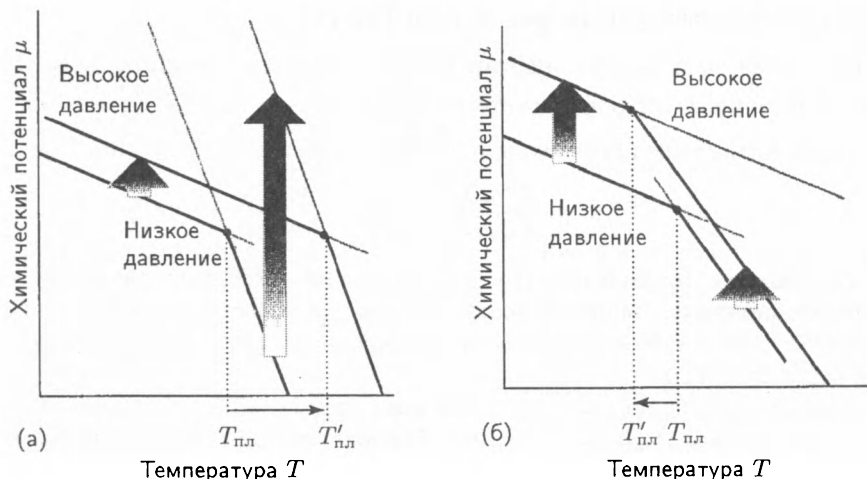 Химический потенциал μ
Высокое
давление
Низкое
давление
(а)
Tпл
T′пл
Температура T
Химический потенциал μ
Высокое
давление
Низкое
давление
(б)
T′пл
Tпл
Температура T